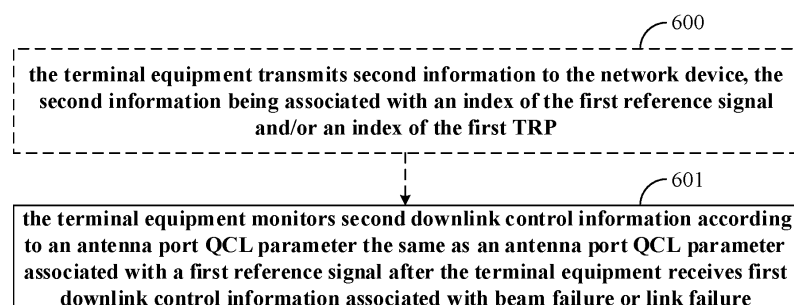 600
the terminal equipment transmits second information to the network device, the
second information being associated with an index of the first reference signal
and/or an index of the first TRP
601
the terminal equipment monitors second downlink control information according
to an antenna port QCL parameter the same as an antenna port QCL parameter
associated with a first reference signal after the terminal equipment receives first
downlink control information associated with beam failure or link failure